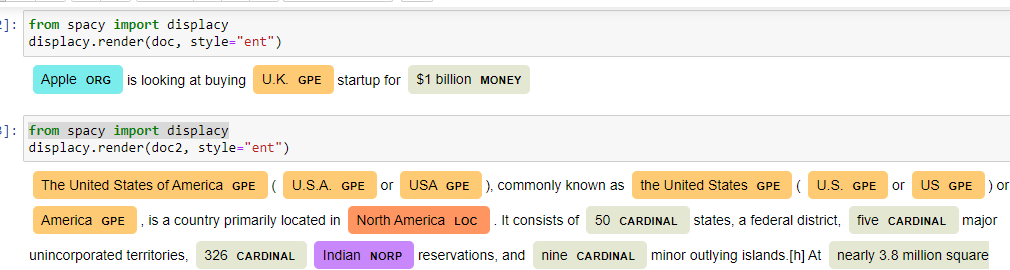 ]: from spacy import displacy
displacy.render(doc, style="ent")
Apple ORG is looking at buying U.K. GPE startup for $1 billion MONEY
]: from spacy import displacy
displacy.render(doc2, style="ent")
The United States of America GPE ( U.S.A. GPE or USA GPE ), commonly known as the United States GPE ( U.S. GPE or US GPE ) or
America GPE , is a country primarily located in North America LOC . It consists of 50 CARDINAL states, a federal district, five CARDINAL major
unincorporated territories, 326 CARDINAL Indian NORP reservations, and nine CARDINAL minor outlying islands.[h] At nearly 3.8 million square